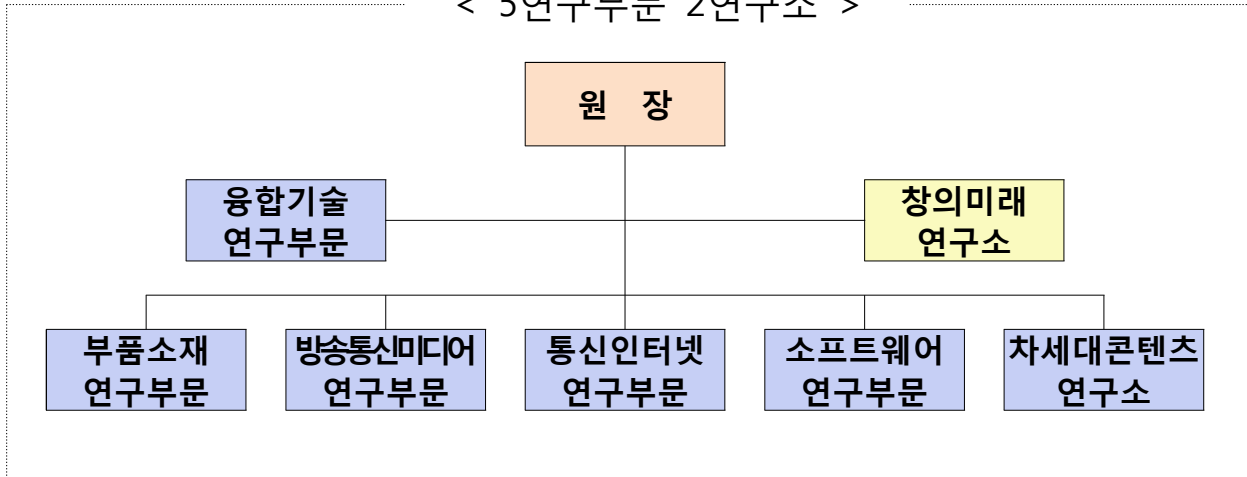 < 5연구부문 2연구소 >
원 장
융합기술
연구부문
창의미래
연구소
부품소재
연구부문
방송통신미디어
연구부문
통신인터넷
연구부문
소프트웨어
연구부문
차세대콘텐츠
연구소